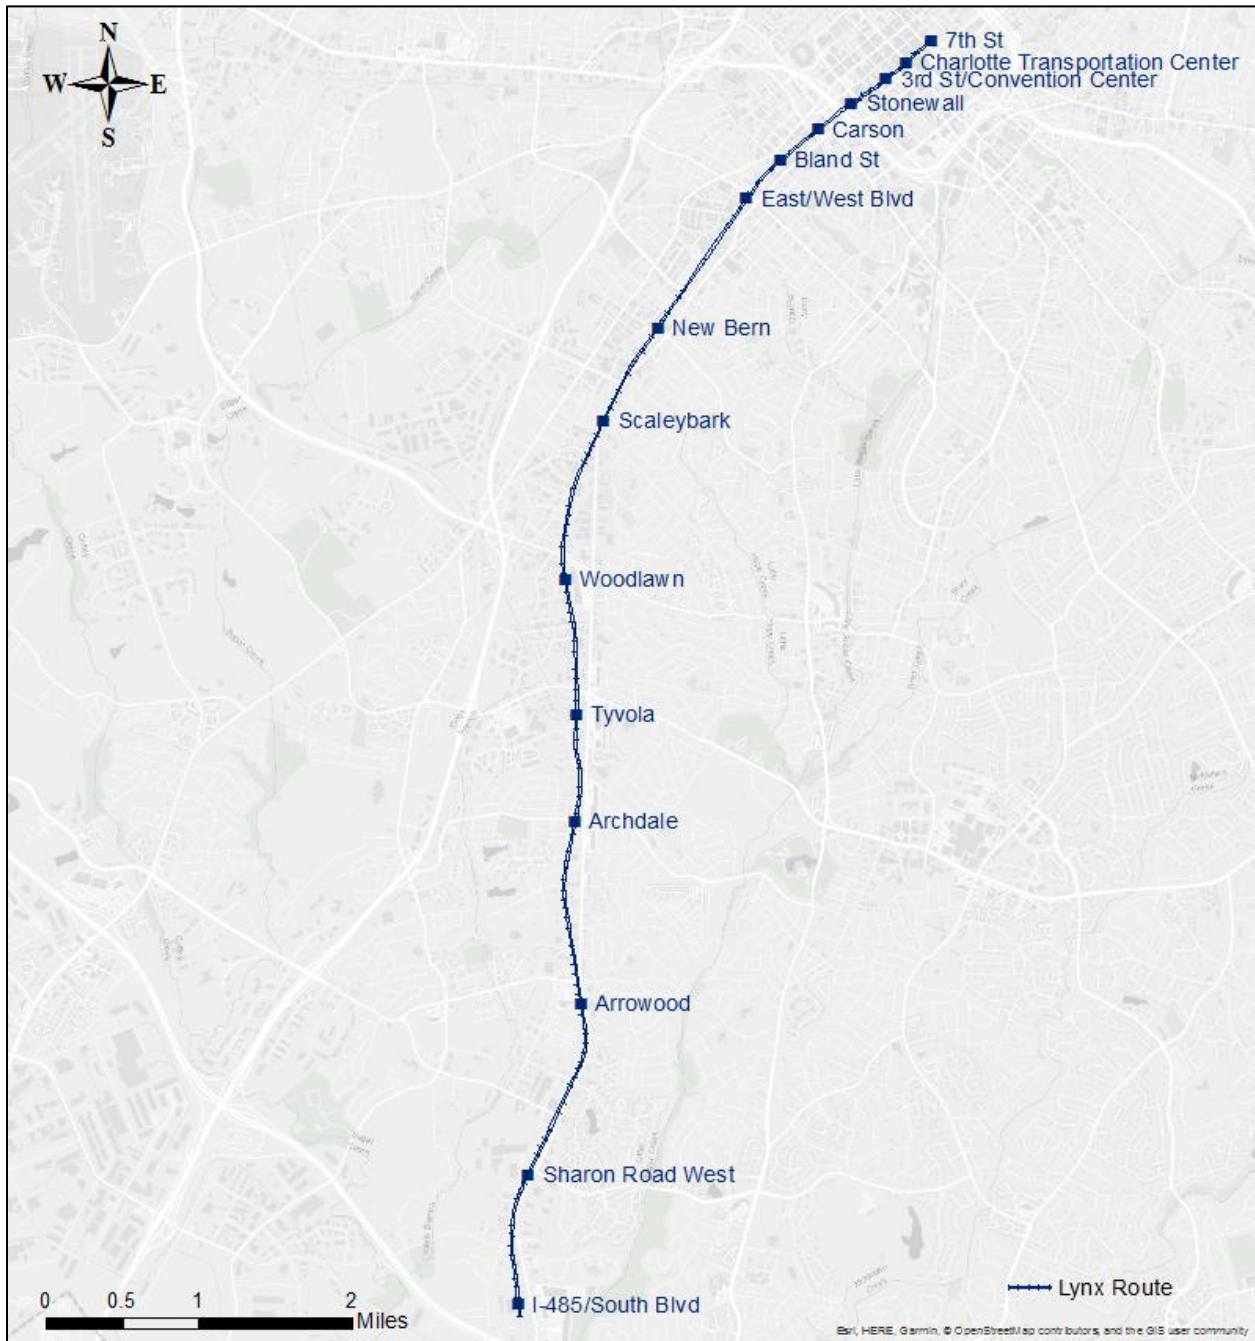 N
W E
S
7th St
Charlotte Transportation Center
3rd St/Convention Center
Stonewall
Carson
Bland St
East/West Blvd
New Bern
Scaleybark
Woodlawn
Tyvola
Archdale
Arrowood
Sharon Road West
I-485/South Blvd
0 0.5 1 2
Miles
Lynx Route
Esri, HERE, Garmin, © OpenStreetMap contributors, and the GIS user community